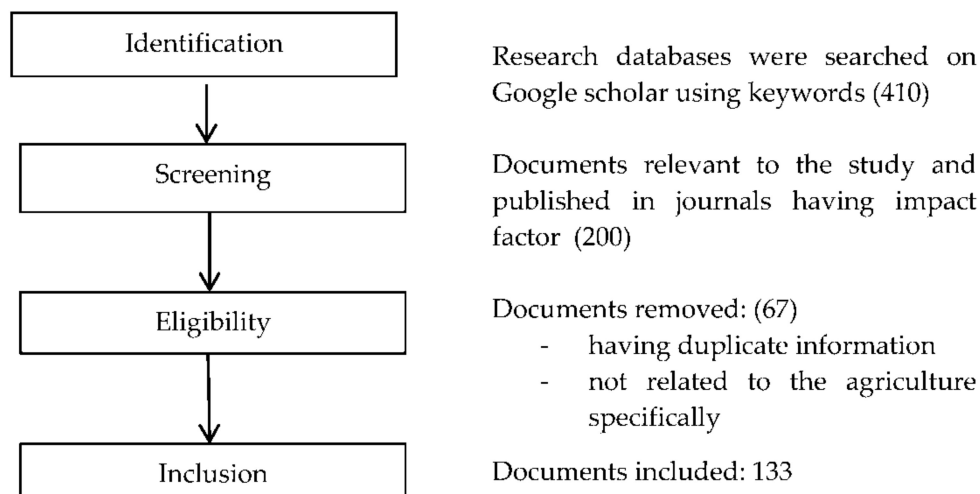 Identification
Research databases were searched on
Google scholar using keywords (410)
Screening
Documents relevant to the study and
published in journals having impact
factor (200)
Eligibility
Documents removed: (67)
- having duplicate information
- not related to the agriculture
specifically
Inclusion
Documents included: 133